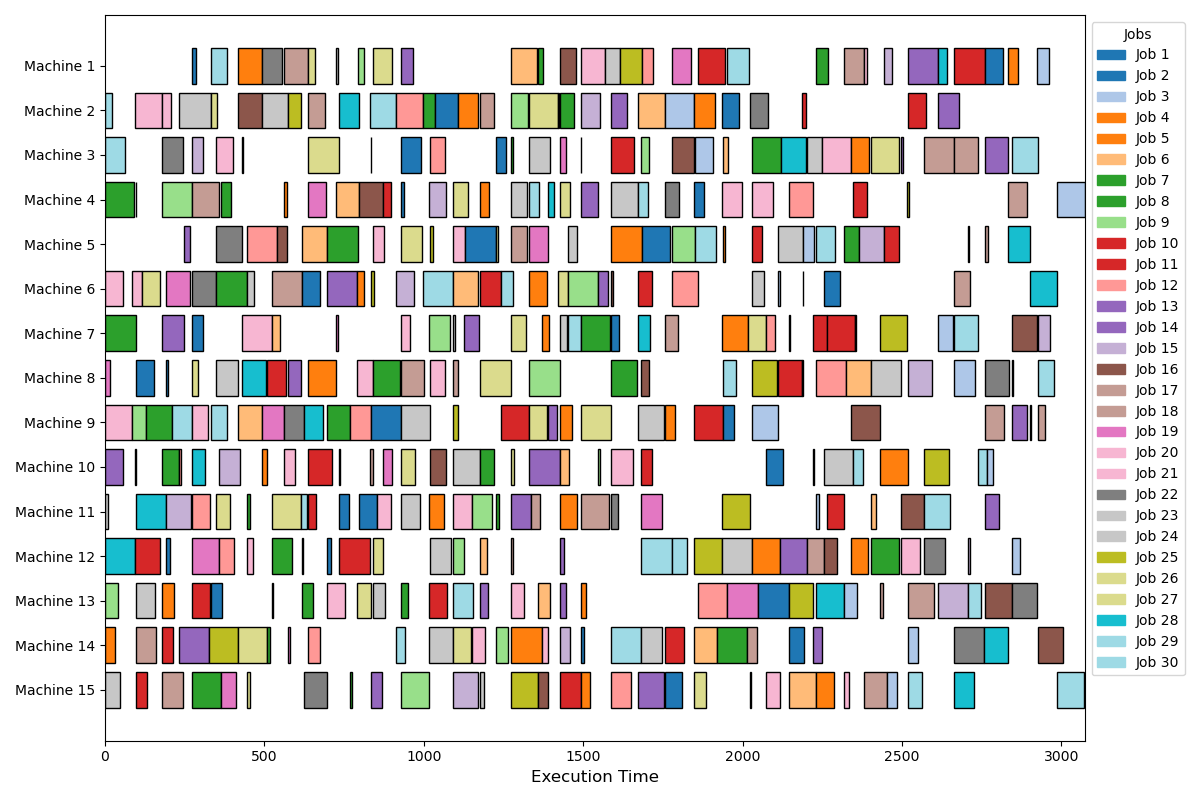 Machine 1
Machine 2
Machine 3
Machine 4
Machine 5
Machine 6
Machine 7
Machine 8
Machine 9
Machine 10
Machine 11
Machine 12
Machine 13
Machine 14
Machine 15
0 500 1000 1500 2000 2500 3000
Execution Time
Jobs
Job 1
Job 2
Job 3
Job 4
Job 5
Job 6
Job 7
Job 8
Job 9
Job 10
Job 11
Job 12
Job 13
Job 14
Job 15
Job 16
Job 17
Job 18
Job 19
Job 20
Job 21
Job 22
Job 23
Job 24
Job 25
Job 26
Job 27
Job 28
Job 29
Job 30